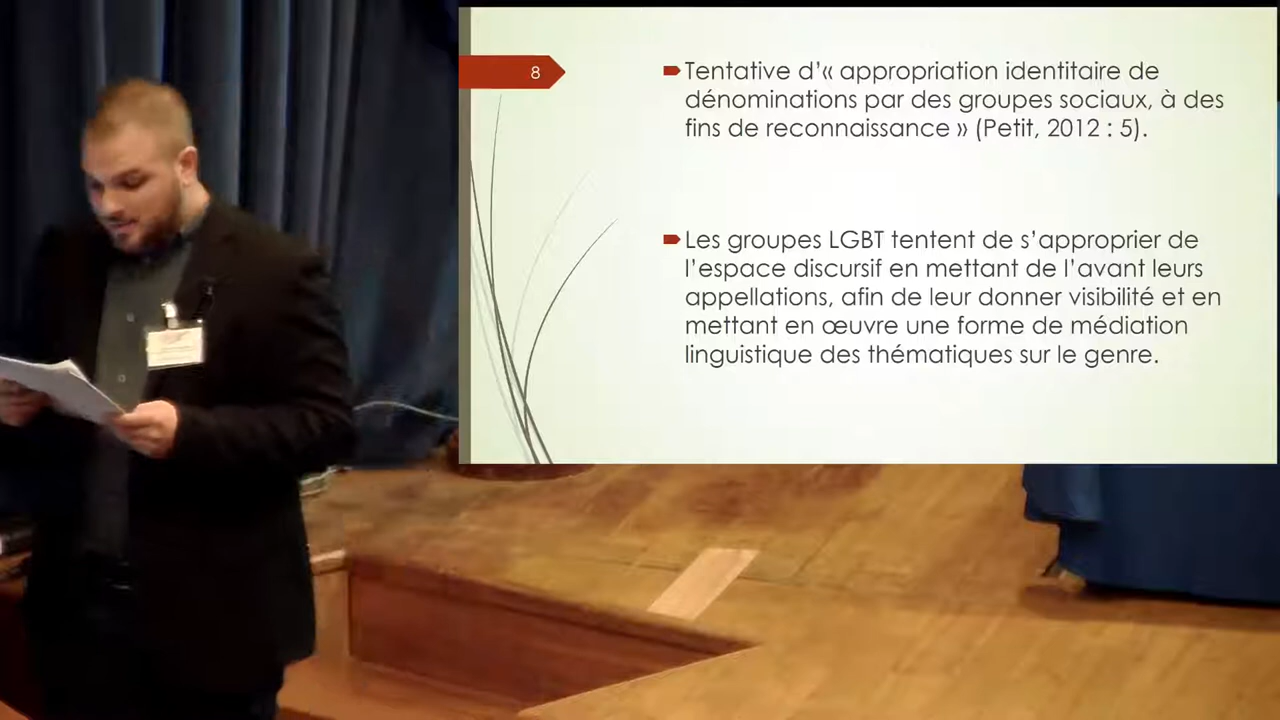 8
Tentative d'« appropriation identitaire de
dénominations par des groupes sociaux, à des
fins de reconnaissance » (Petit, 2012 : 5).
Les groupes LGBT tentent de s'approprier de
l'espace discursif en mettant de l'avant leurs
appellations, afin de leur donner visibilité et en
mettant en œuvre une forme de médiation
linguistique des thématiques sur le genre.